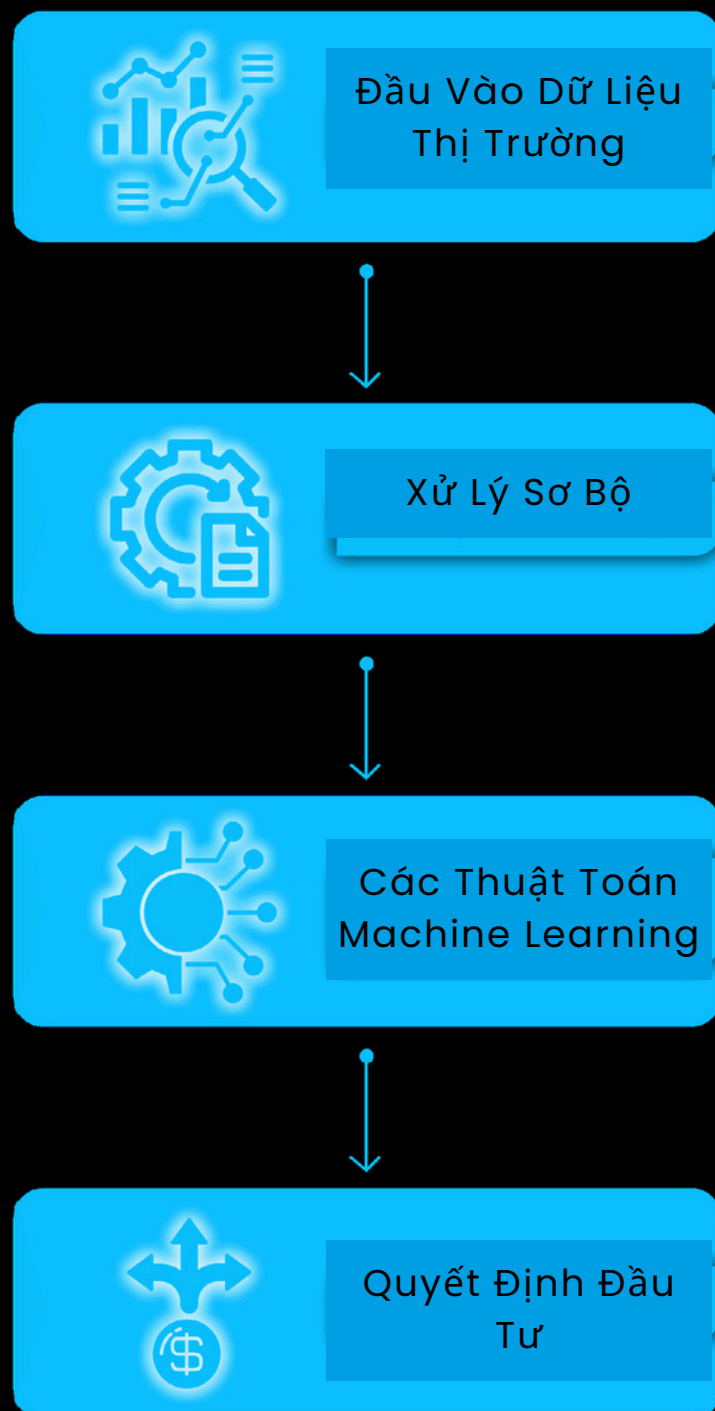 Đầu Vào Dữ Liệu
Thị Trường
Xử Lý Sơ Bộ
Các Thuật Toán
Machine Learning
Quyết Định Đầu
Tư